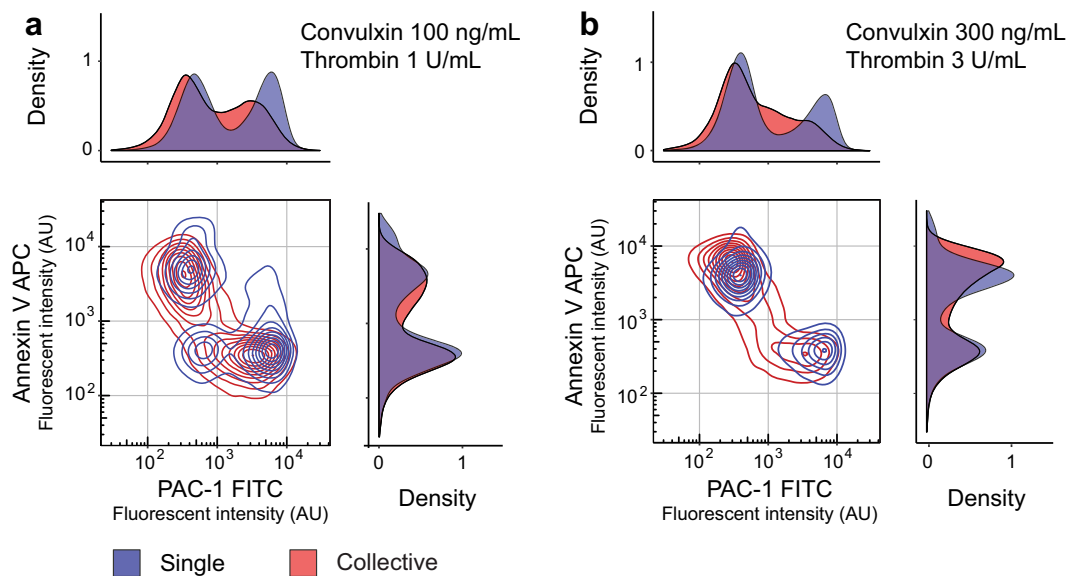 a
Convulxin 100 ng/mL
Thrombin 1 U/mL
Density
1
0
Annexin V APC
Fluorescent intensity (AU)
10⁴
10³
10²
10² 10³ 10⁴
PAC-1 FITC
Fluorescent intensity (AU)
0 1
Density
b
Convulxin 300 ng/mL
Thrombin 3 U/mL
Density
1
0
Annexin V APC
Fluorescent intensity (AU)
10⁴
10³
10²
10² 10³ 10⁴
PAC-1 FITC
Fluorescent intensity (AU)
0 1
Density
Single Collective